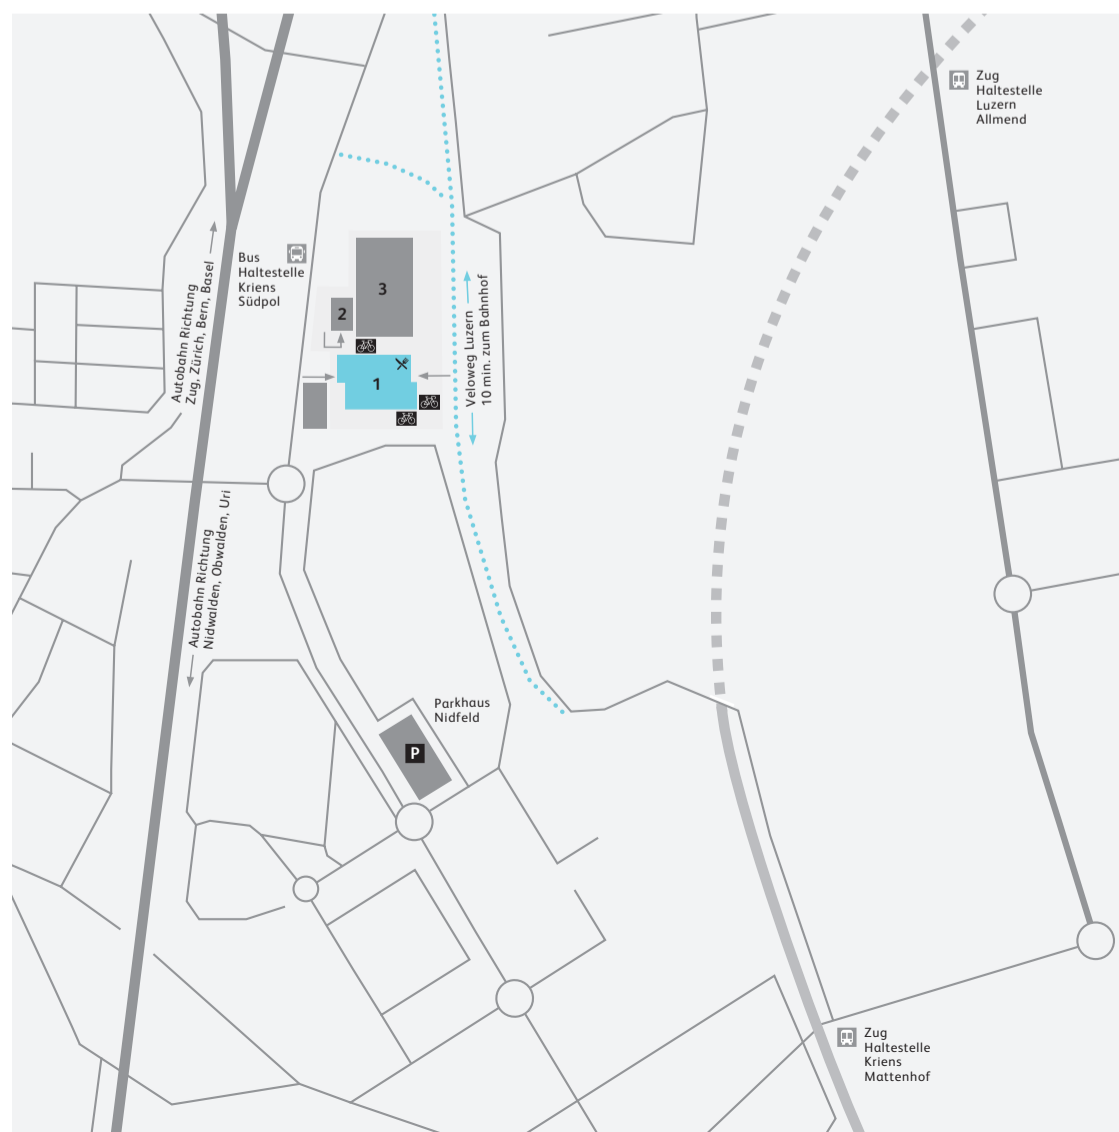 Zug
Haltestelle
Luzern
Allmend
Bus
Haltestelle
Kriens
Südpol
Autobahn Richtung
Zug, Zürich, Bern, Basel
3
2
1
Veloweg Luzern
10 min. zum Bahnhof
Autobahn Richtung
Nidwalden, Obwalden, Uri
Parkhaus
Nidfeld
P
Zug
Haltestelle
Kriens
Mattenhof